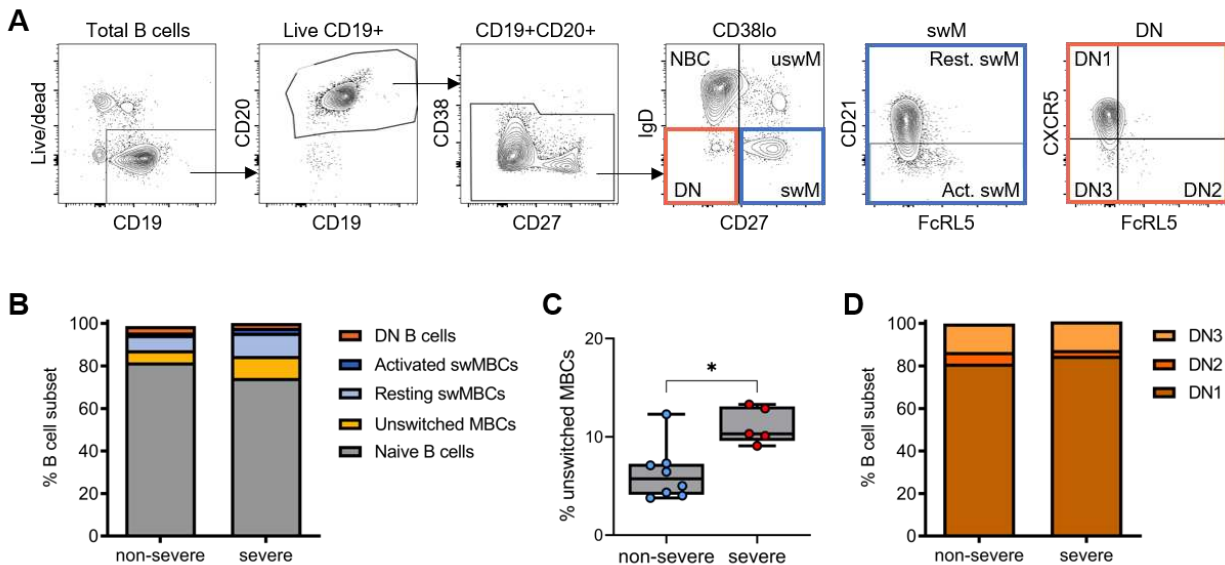 A
Total B cells
Live/dead
CD19
Live CD19+
CD20
CD19
CD19+CD20+
CD38
CD27
CD38lo
NBC
uswM
IgD
DN
swM
CD27
swM
Rest. swM
CD21
Act. swM
FcRL5
DN
DN1
CXCR5
DN3
DN2
FcRL5
B
% B cell subset
100
80
60
40
20
0
non-severe
severe
DN B cells
Activated swMBCs
Resting swMBCs
Unswitched MBCs
Naive B cells
C
% unswitched MBCs
20
10
0
*
non-severe
severe
D
% B cell subset
100
80
60
40
20
0
non-severe
severe
DN3
DN2
DN1